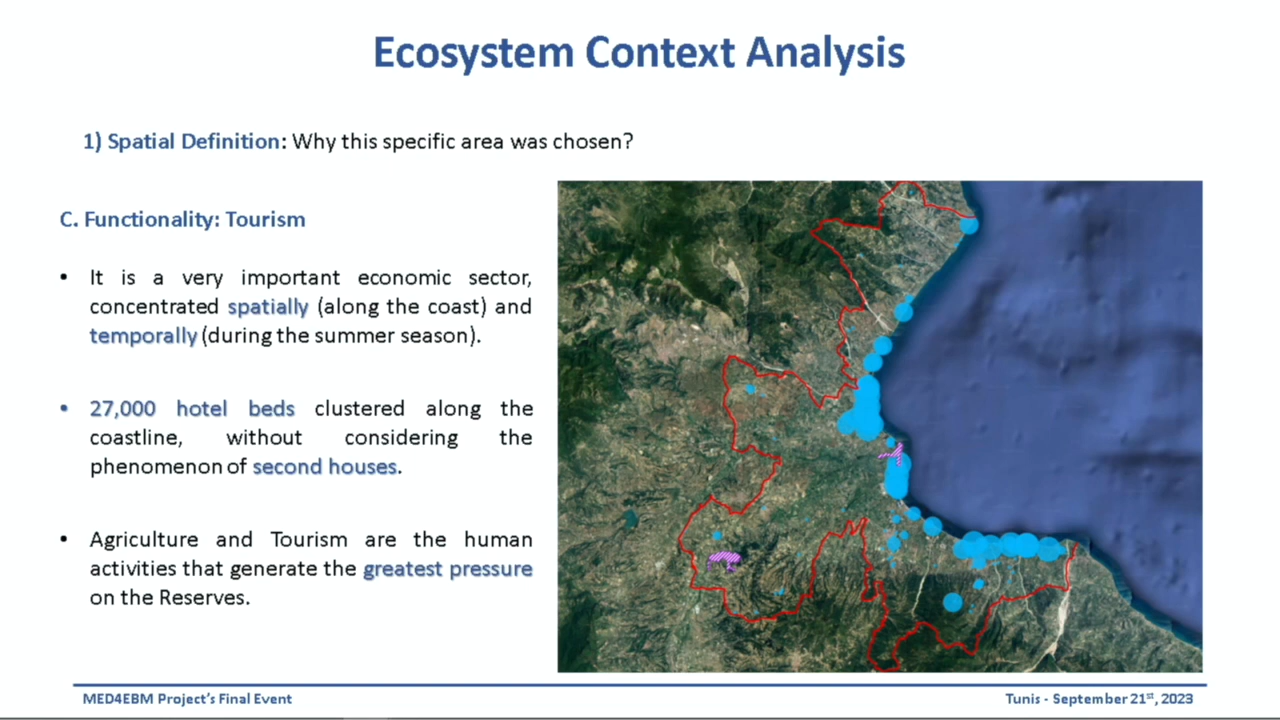 Ecosystem Context Analysis
1) Spatial Definition: Why this specific area was chosen?
C. Functionality: Tourism
• It is a very important economic sector,
concentrated spatially (along the coast) and
temporally (during the summer season).
• 27,000 hotel beds clustered along the
coastline, without considering the
phenomenon of second houses.
• Agriculture and Tourism are the human
activities that generate the greatest pressure
on the Reserves.
MED4EBM Project's Final Event
Tunis - September 21st, 2023